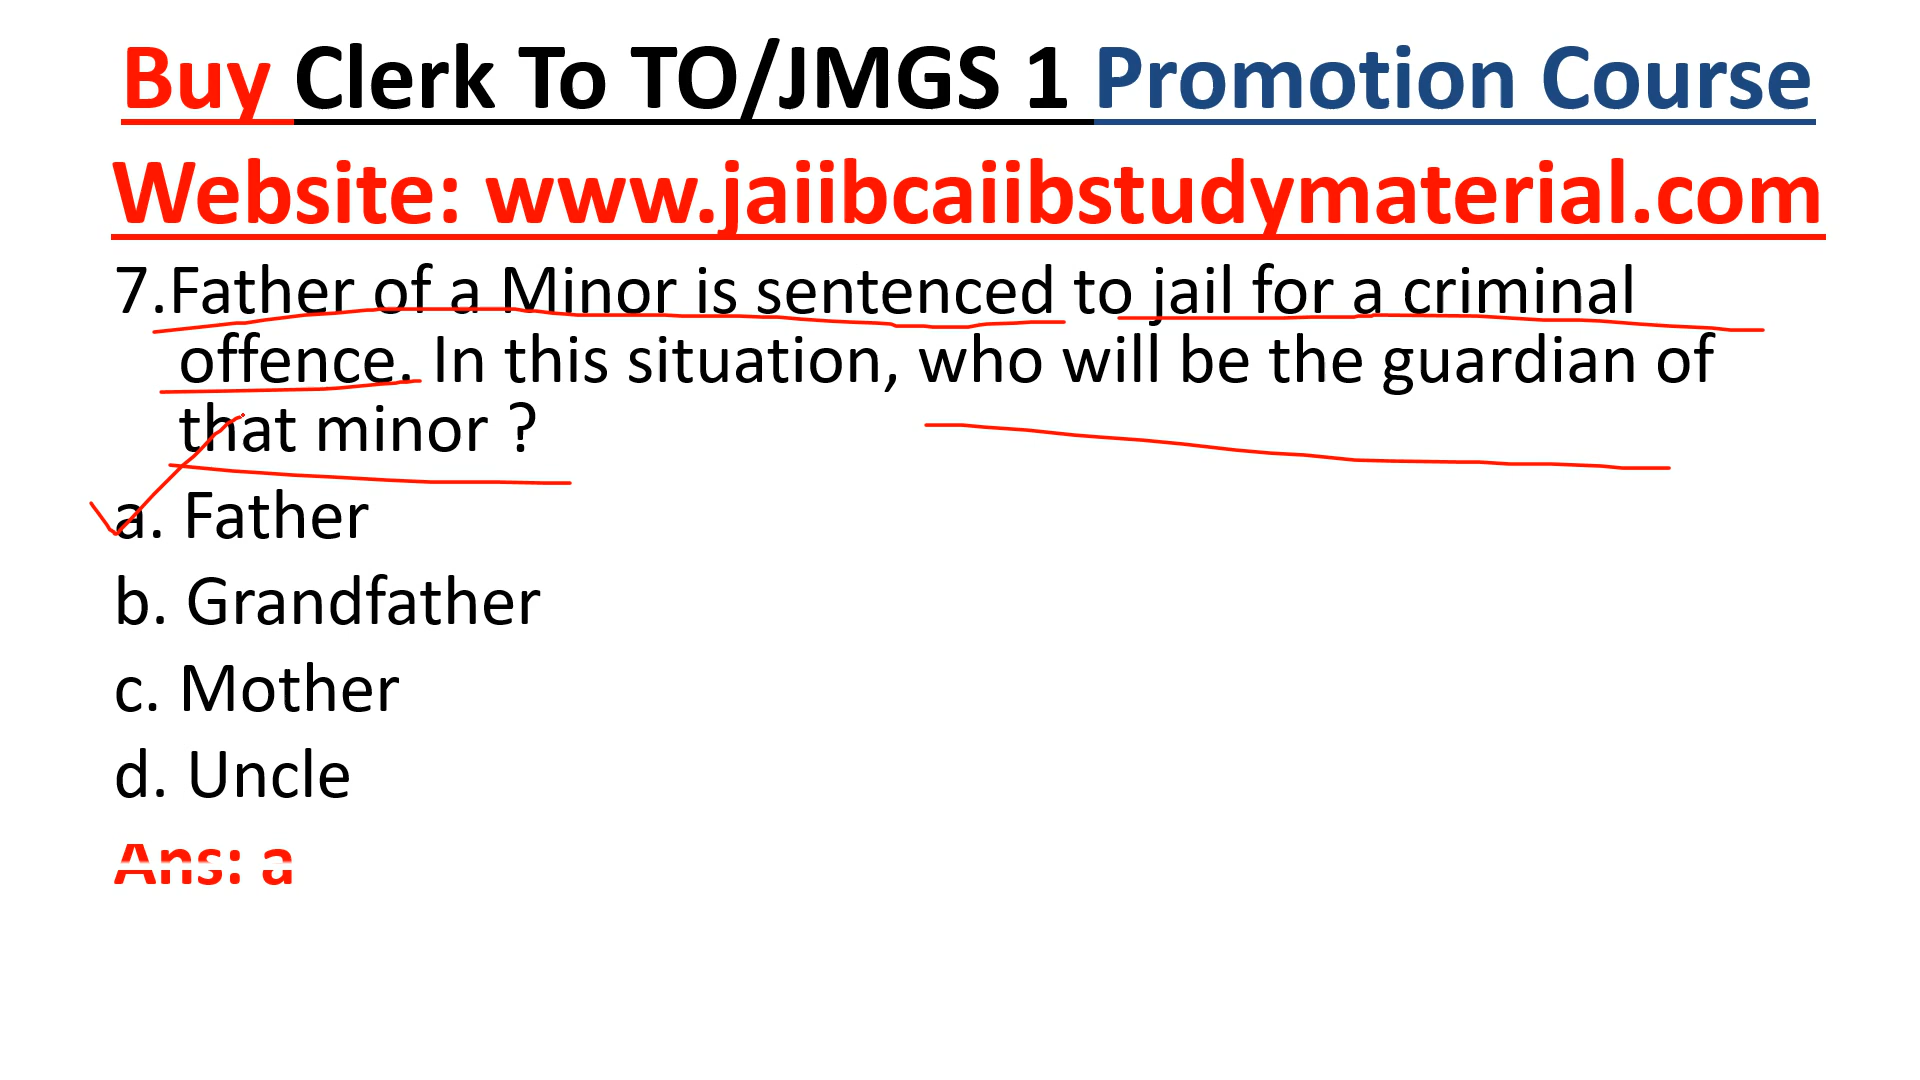 Buy Clerk To TO/JMGS 1 Promotion Course
Website: www.jaiibcaiibstudymaterial.com
7.Father of a Minor is sentenced to jail for a criminal
offence. In this situation, who will be the guardian of
that minor ?
a. Father
b. Grandfather
c. Mother
d. Uncle
Ans: a